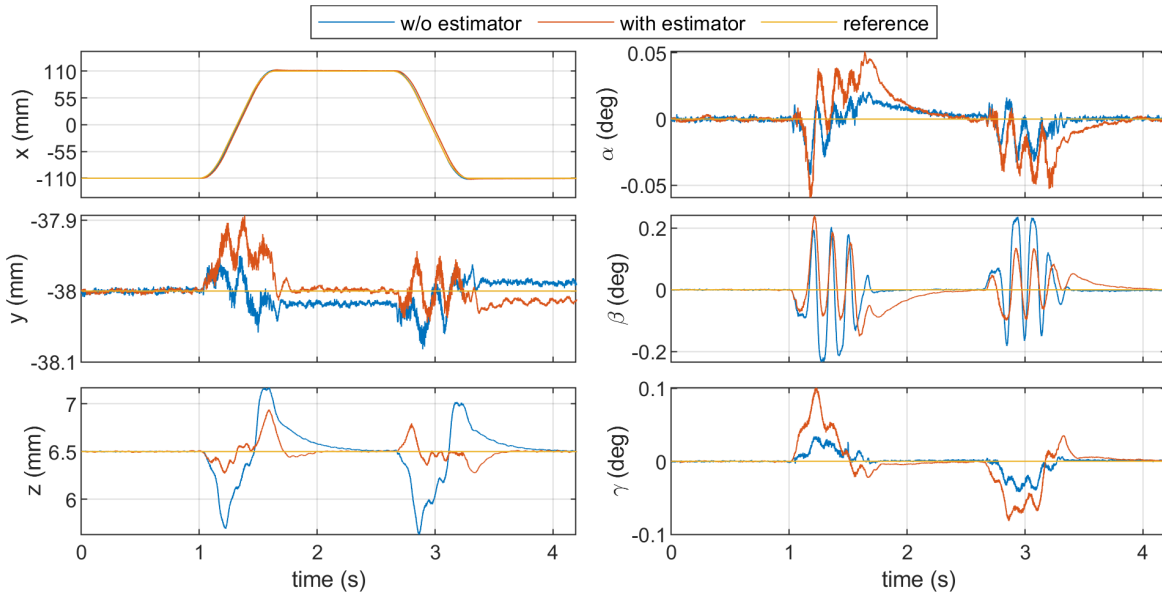 w/o estimator with estimator reference
x (mm)
110
55
0
-55
-110
α (deg)
0.05
0
-0.05
y (mm)
-37.9
-38
-38.1
β (deg)
0.2
0
-0.2
z (mm)
7
6.5
6
0 1 2 3 4
time (s)
γ (deg)
0.1
0
-0.1
0 1 2 3 4
time (s)